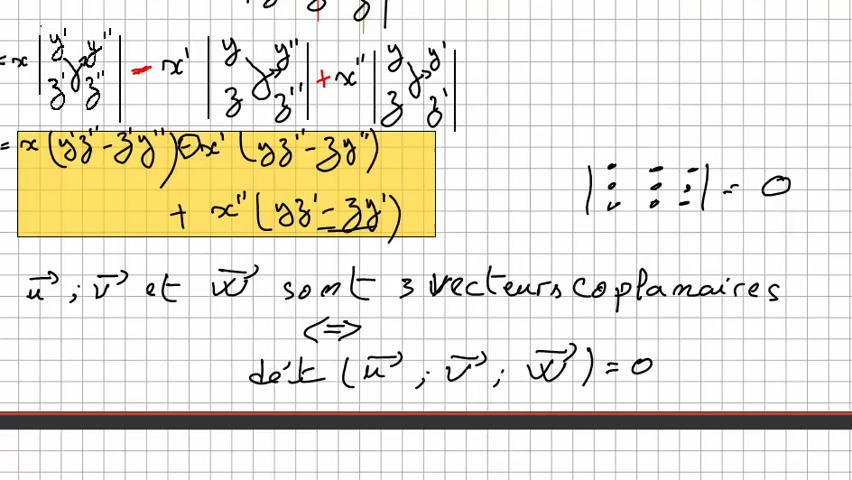 = x | y' y'' z' z'' | - x' | y y'' z z'' | + x'' | y y' z z' |
= x (y'z'' - z'y'') - x' (yz'' - zy'')
+ x'' (yz' - zy')
| | = 0
u⃗ ; v⃗ et w⃗ sont 3 vecteurs coplanaires
<=>
dét (u⃗ ; v⃗ ; w⃗) = 0